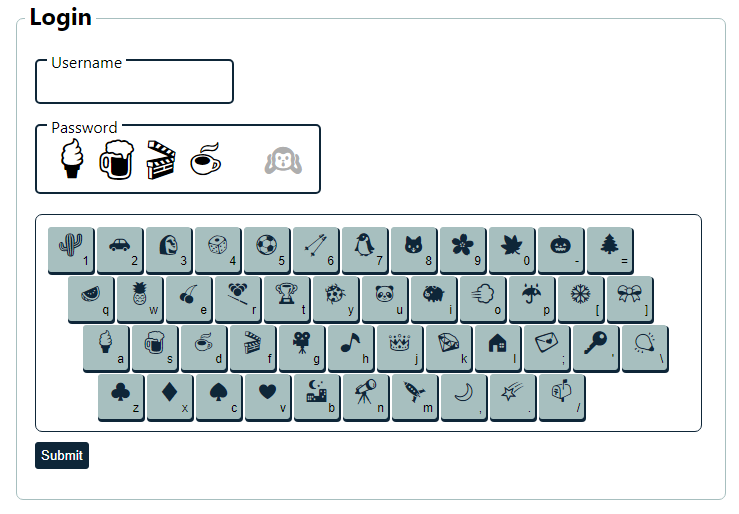 Login
Username
Password
1 2 3 4 5 6 7 8 9 0 - =
q w e r t y u i o p [ ]
a s d f g h j k l ; ' \
z x c v b n m , . /
Submit